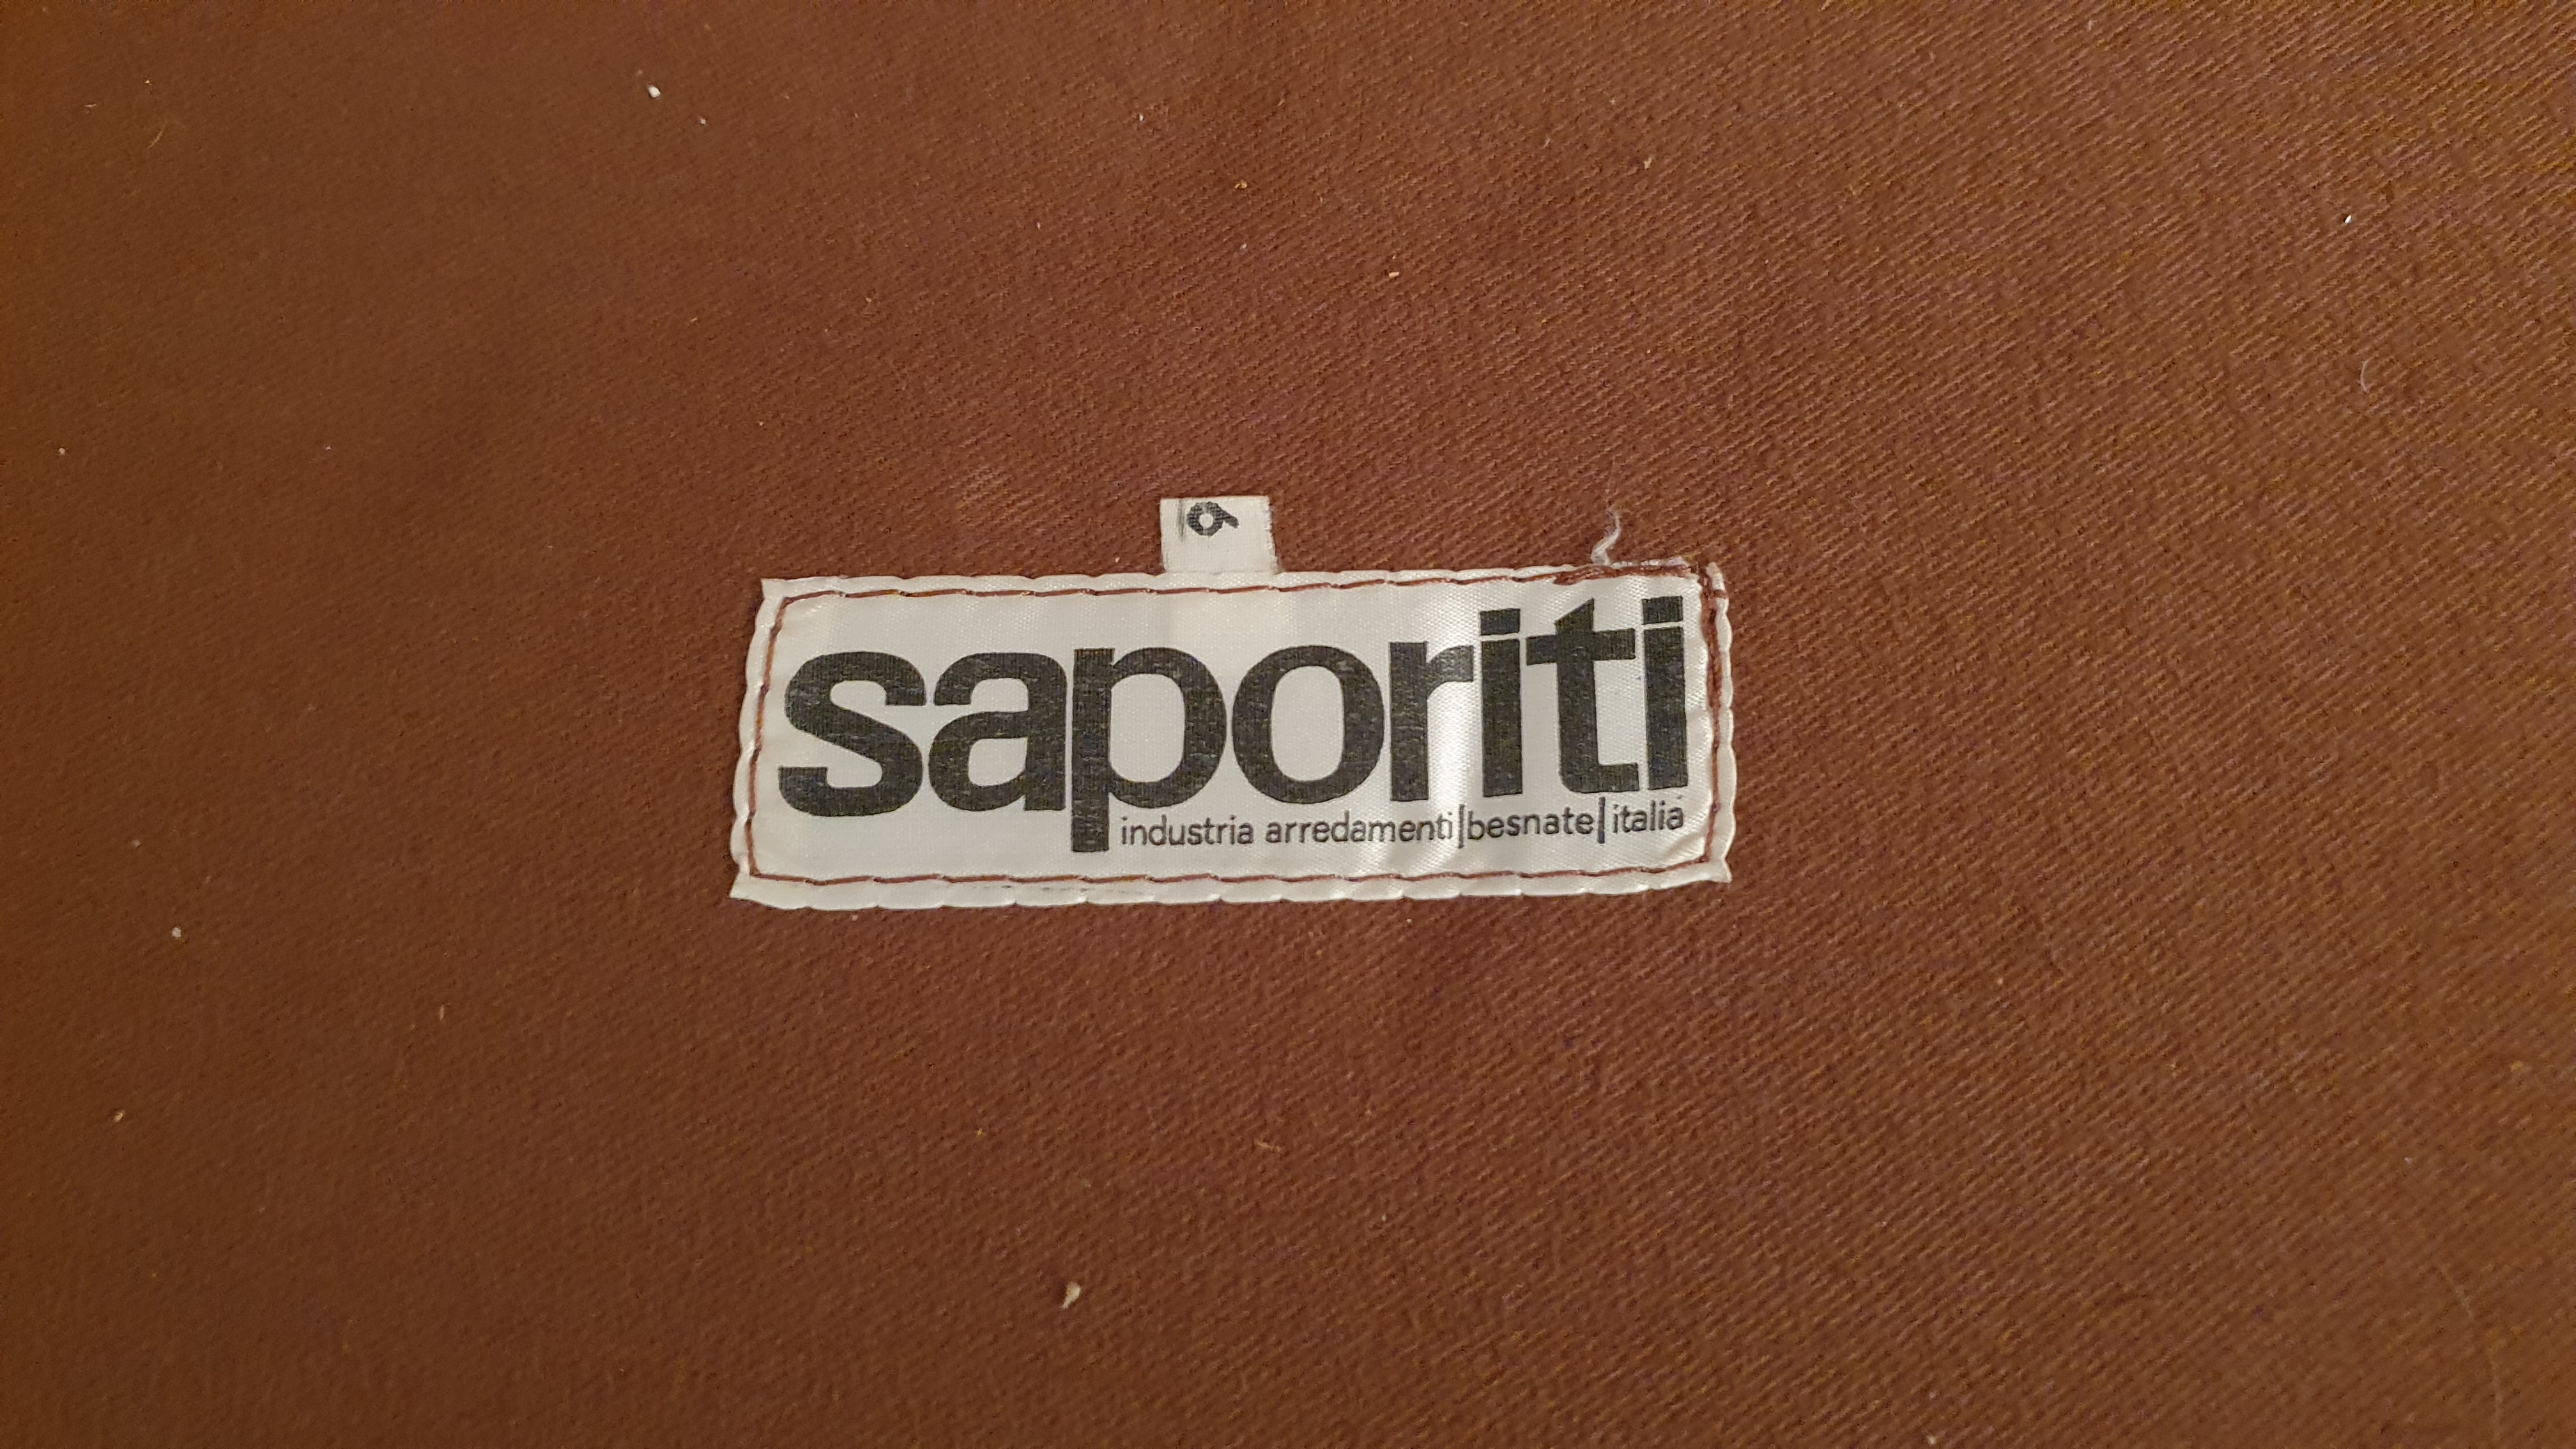 6
saporiti
industria arredamenti|besnate|italia